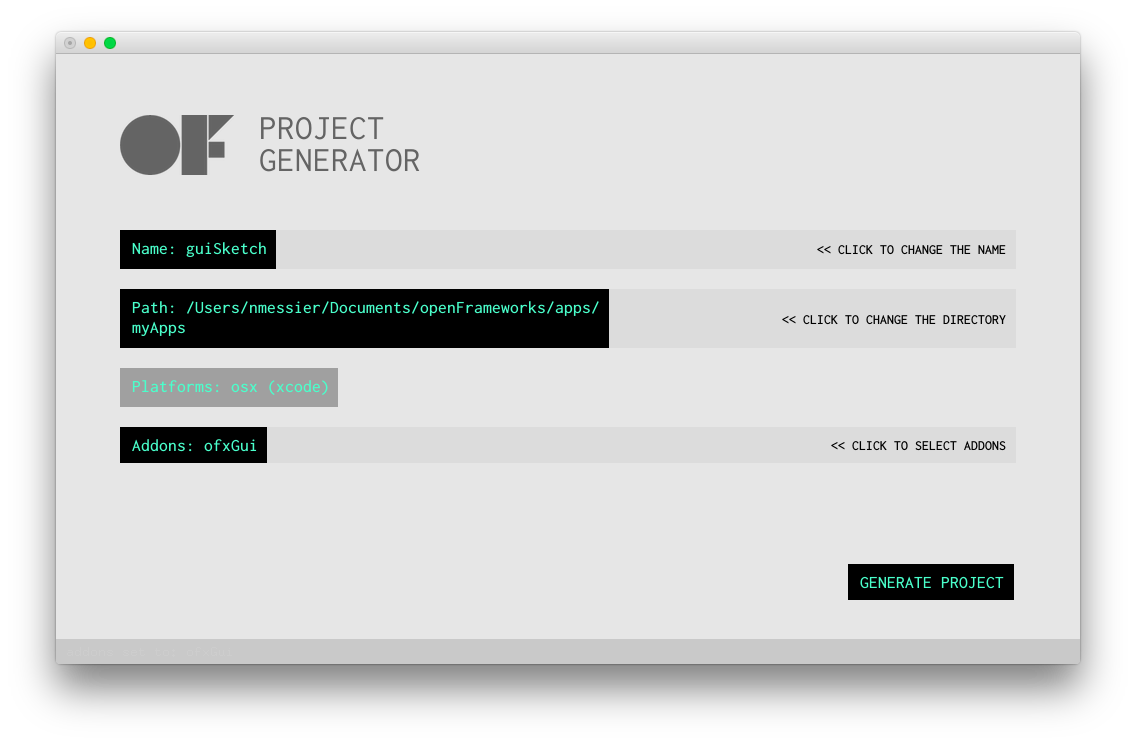 OF
PROJECT
GENERATOR
Name: guiSketch
<< CLICK TO CHANGE THE NAME
Path: /Users/nmessier/Documents/openFrameworks/apps/
myApps
<< CLICK TO CHANGE THE DIRECTORY
Platforms: osx (xcode)
Addons: ofxGui
<< CLICK TO SELECT ADDONS
GENERATE PROJECT